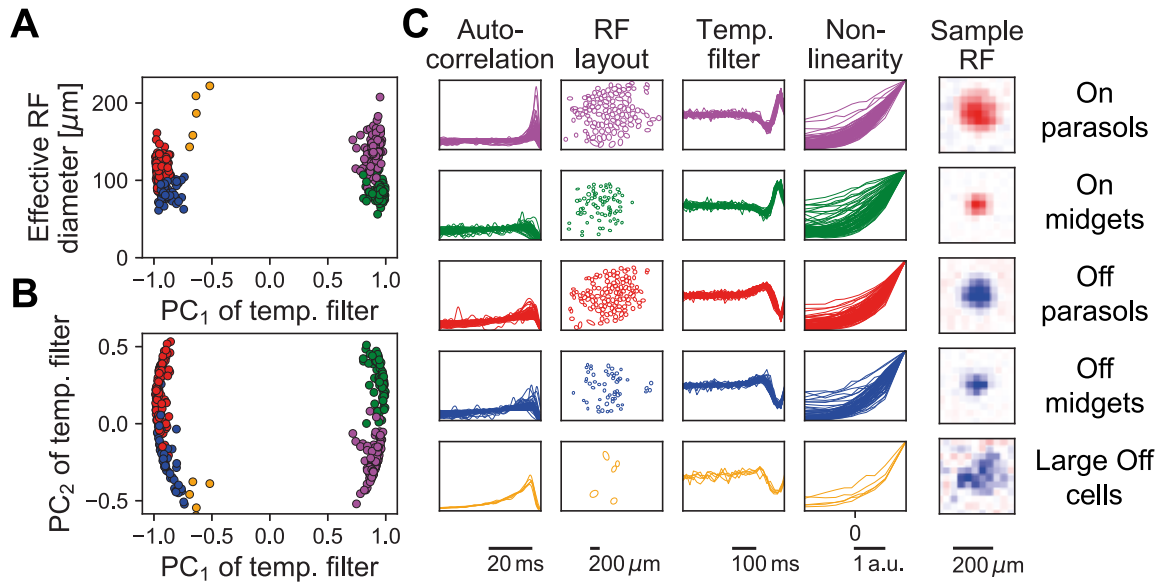 A
Effective RF
diameter [µm]
200
100
0
−1.0 −0.5 0.0 0.5 1.0
PC₁ of temp. filter
B
PC₂ of temp. filter
0.5
0.0
−0.5
−1.0 −0.5 0.0 0.5 1.0
PC₁ of temp. filter
C
Auto-
correlation
RF
layout
Temp.
filter
Non-
linearity
Sample
RF
On
parasols
On
midgets
Off
parasols
Off
midgets
Large Off
cells
0
20 ms
200 µm
100 ms
1 a.u.
200 µm